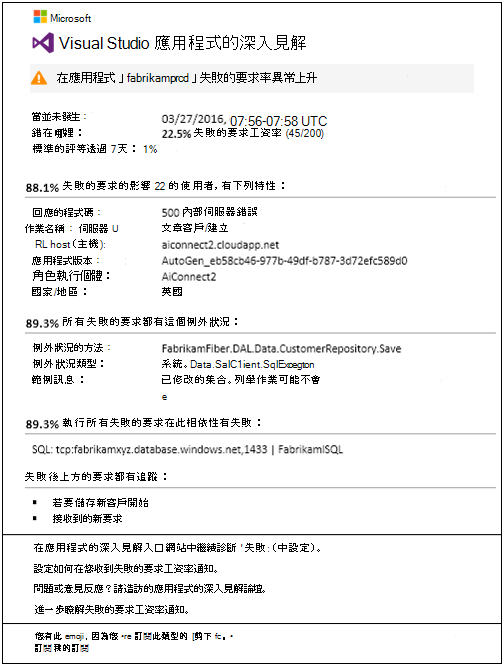 Microsoft
Visual Studio 應用程式的深入見解
在應用程式」fabrikamprod」失敗的要求率異常上升
當並未發生： 03/27/2016, 07:56-07:58 UTC
錯在哪裡： 22.5% 失敗的要求工資率 (45/200)
標準的評等透過 7天： 1%
88.1% 失敗的要求的影響 22 的使用者，有下列特性：
回應的程式碼： 500 內部伺服器錯誤
作業名稱： 伺服器 U 文章客戶/建立
RL host (主機): aiconnect2.cloudapp.net
應用程式版本： AutoGen_eb58cb46-977b-49df-b787-3d72efc589d0
角色執行個體： AiConnect2
國家/地區： 英國
89.3% 所有失敗的要求都有這個例外狀況：
例外狀況的方法： FabrikamFiber.DAL.Data.CustomerRepository.Save
例外狀況類型： 系統。Data.SalC1ient.SqlExcegton
範例訊息： 已修改的集合。列舉作業可能不會
e
89.3% 執行所有失敗的要求在此相依性有失敗：
SQL: tcp:fabrikamxyz.database.windows.net,1433 | FabrikamlSQL
失敗後上方的要求都有追蹤：
▪ 若要儲存新客戶開始
▪ 接收到的新要求
在應用程式的深入見解入口網站中繼續診斷 '失敗:（中設定）。
設定如何在您收到失敗的要求工資率通知。
問題或意見反應？請造訪的應用程式的深入見解論壇。
進一步瞭解失敗的要求工資率通知。
您有此 emoji，因為您 •re 訂閱此類型的 [剪下 fc。•
訂閱 的訂閱